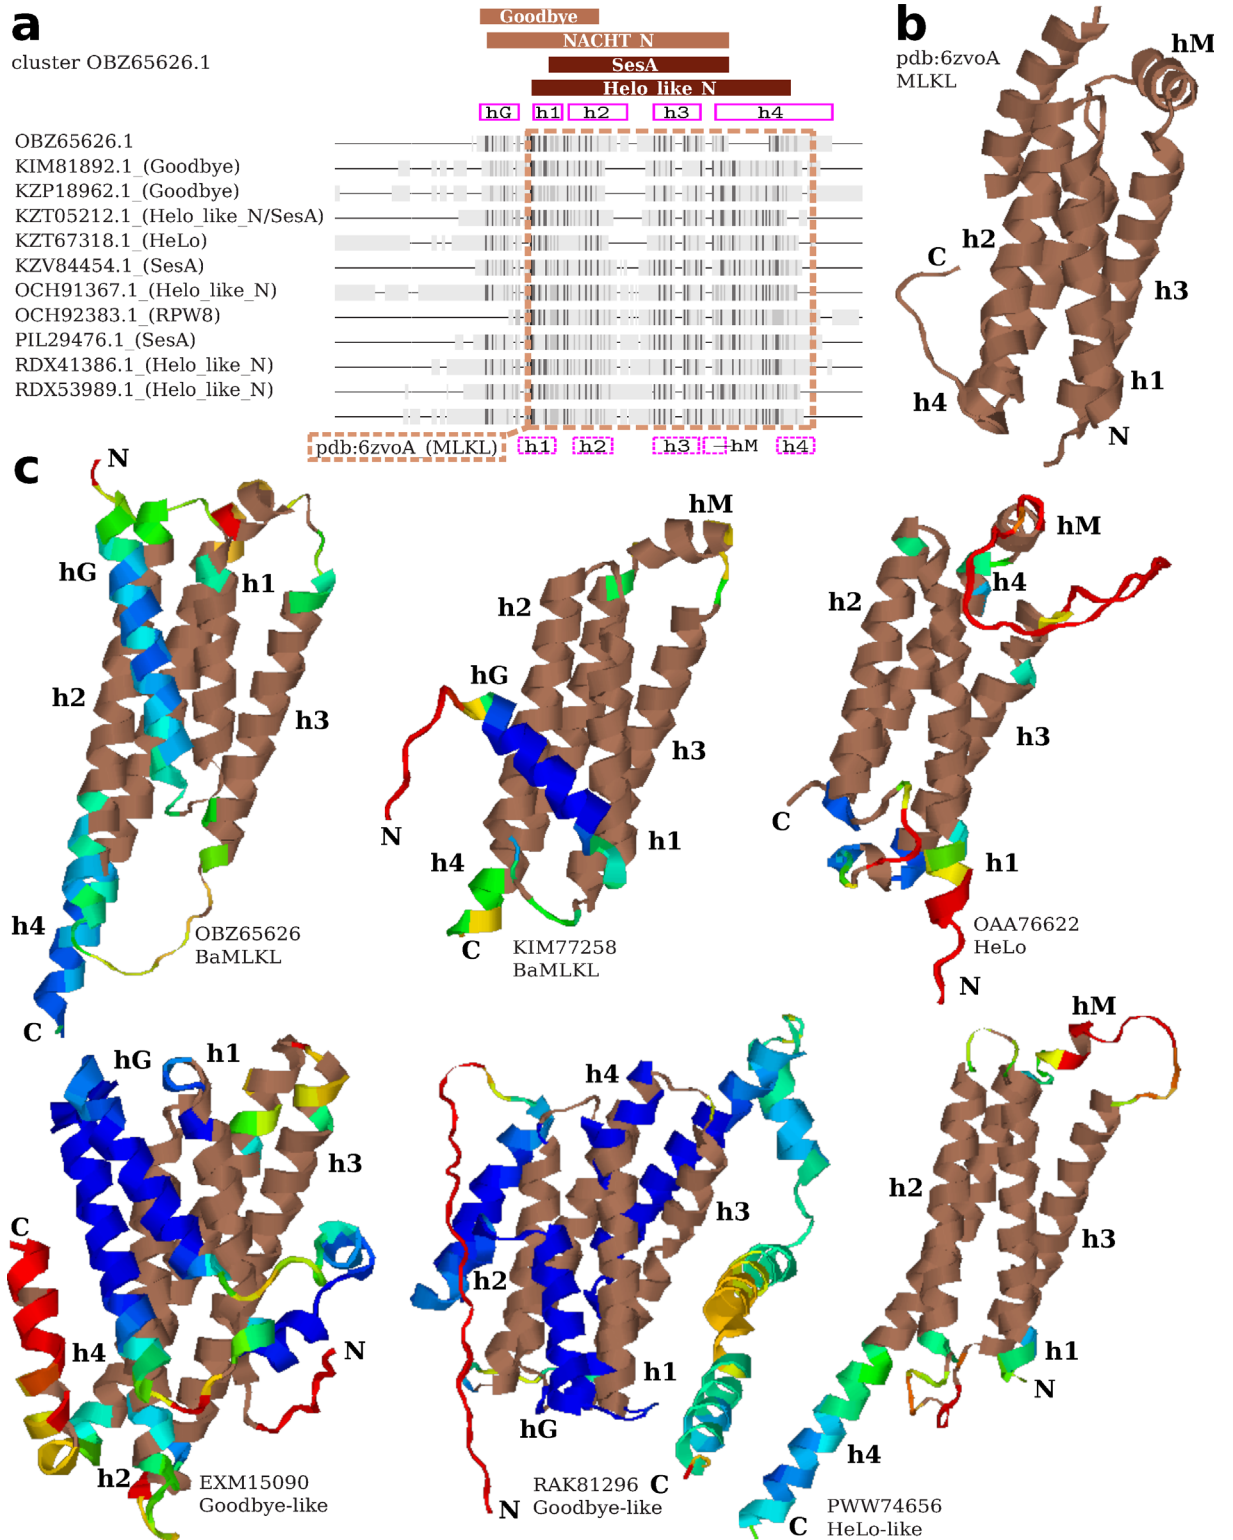 a
cluster OBZ65626.1
Goodbye
NACHT_N
SesA
Helo_like_N
hG h1 h2 h3 h4
OBZ65626.1
KIM81892.1_(Goodbye)
KZP18962.1_(Goodbye)
KZT05212.1_(Helo_like_N/SesA)
KZT67318.1_(HeLo)
KZV84454.1_(SesA)
OCH91367.1_(Helo_like_N)
OCH92383.1_(RPW8)
PIL29476.1_(SesA)
RDX41386.1_(Helo_like_N)
RDX53989.1_(Helo_like_N)
pdb:6zvoA_(MLKL)
h1 h2 h3 hM h4
b
pdb:6zvoA
MLKL
hM
h2
C
h3
h1
h4
N
c
N
hG
h1
h2
h3
h4
OBZ65626
BaMLKL
C
hM
h2
hG
h3
N
h1
h4
C
KIM77258
BaMLKL
hM
h4
h2
h3
C
h1
OAA76622
HeLo
N
hG
h1
h3
C
h4
N
h2
EXM15090
Goodbye-like
h4
h3
h2
h1
hG
RAK81296
Goodbye-like
N
C
hM
h2
h3
h1
N
h4
PWW74656
HeLo-like
C